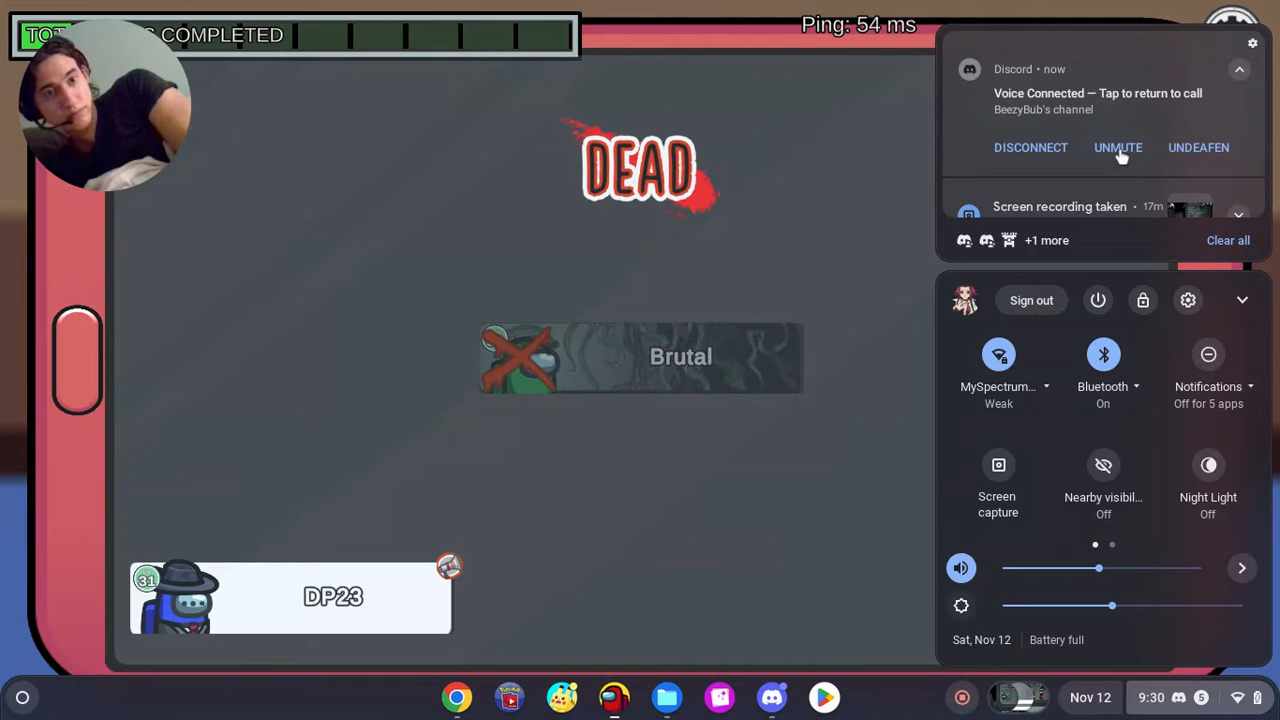 COMPLETED
Ping: 54 ms
DEAD
Brutal
31
DP23
Discord • now
Voice Connected — Tap to return to call
BeezyBub's channel
DISCONNECT UNMUTE UNDEAFEN
Screen recording taken • 17m
+1 more
Clear all
Sign out
MySpectrum...
Weak
Bluetooth
On
Notifications
Off for 5 apps
Screen
capture
Nearby visibil...
Off
Night Light
Off
Sat, Nov 12
Battery full
Nov 12
9:30
5